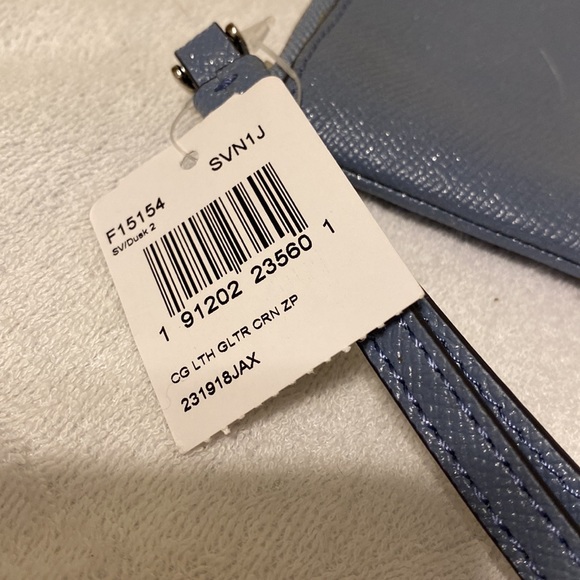 SVN1J
F15154
SV/Dusk 2
1 91202 23560 1
CG LTH GLTR CRN ZP
231918JAX